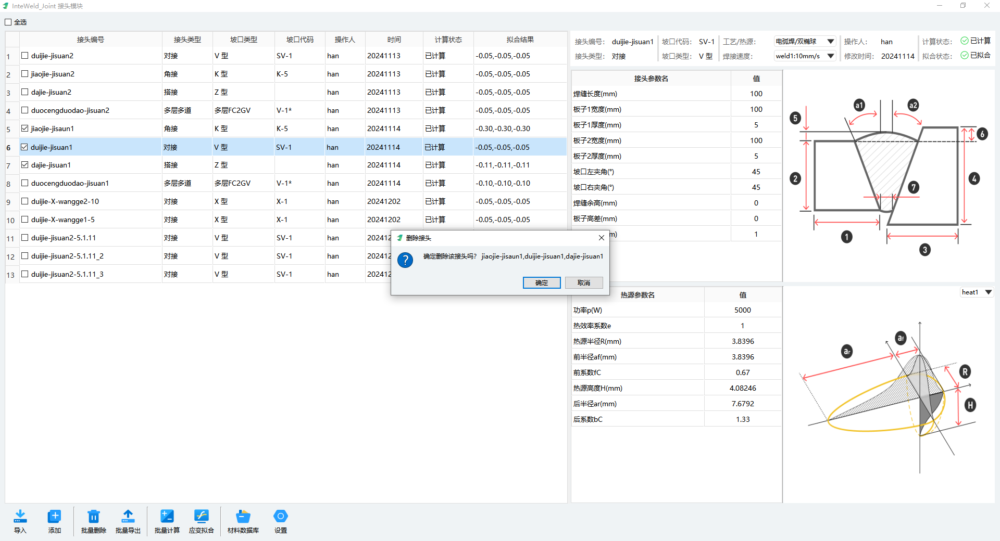 InteWeld_Joint 接头模块
全选
接头编号 接头类型 坡口类型 坡口代码 操作人 时间 计算状态 拟合结果
1 duijie-jisuan2 对接 V 型 SV-1 han 20241113 已计算 -0.05,-0.05,-0.05
2 jiaojie-jisuan2 角接 K 型 K-5 han 20241113 已计算 -0.05,-0.05,-0.05
3 dajie-jisuan2 搭接 Z 型 han 20241113 已计算 -0.05,-0.05,-0.05
4 duocengduodao-jisuan2 多层多道 多层FC2GV V-1* han 20241113 已计算 -0.05,-0.05,-0.05
5 jiaojie-jisaun1 角接 K 型 K-5 han 20241114 已计算 -0.30,-0.30,-0.30
6 duijie-jisuan1 对接 V 型 SV-1 han 20241114 已计算 -0.05,-0.05,-0.05
7 dajie-jisuan1 搭接 Z 型 han 20241114 已计算 -0.11,-0.11,-0.11
8 duocengduodao-jisuan1 多层多道 多层FC2GV V-1* han 20241114 已计算 -0.10,-0.10,-0.10
9 duijie-X-wangge2-10 对接 X 型 X-1 han 20241202 已计算 -0.05,-0.05,-0.05
10 duijie-X-wangge1-5 对接 X 型 X-1 han 20241202 已计算 -0.05,-0.05,-0.05
11 duijie-jisuan2-5.1.11 对接 V 型 SV-1 han 202412
12 duijie-jisuan2-5.1.11_2 对接 V 型 SV-1 han 202412
13 duijie-jisuan2-5.1.11_3 对接 V 型 SV-1 han 202412
接头编号: duijie-jisuan1 坡口代码: SV-1 工艺/热源: 电弧焊/双椭球 操作人: han 计算状态: 已计算
接头类型: 对接 坡口类型: V 型 焊接速度: weld1:10mm/s 修改时间: 20241114 拟合状态: 已拟合
接头参数名 值
焊缝长度(mm) 100
板子1宽度(mm) 100
板子1厚度(mm) 5
板子2宽度(mm) 100
板子2厚度(mm) 5
坡口左夹角(°) 45
坡口右夹角(°) 45
焊缝余高(mm) 0
板子高差(mm) 0
m) 1
a1 a2
5
6
2
7
4
1
3
删除接头
确定删除该接头吗? jiaojie-jisaun1,duijie-jisuan1,dajie-jisuan1
确定 取消
热源参数名 值
功率p(W) 5000
热效率系数e 1
热源半径R(mm) 3.8396
前半径af(mm) 3.8396
前系数fC 0.67
热源高度H(mm) 4.08246
后半径ar(mm) 7.6792
后系数bC 1.33
heat1
af
ar
R
H
导入 添加 批量删除 批量导出 批量计算 应变拟合 材料数据库 设置